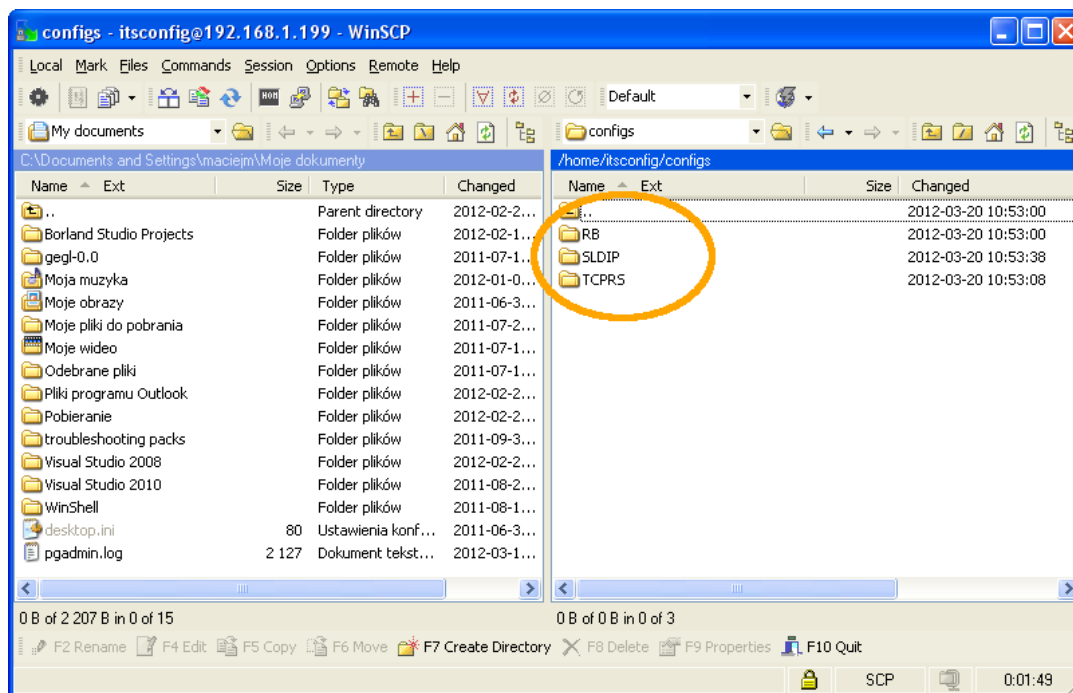 configs - itsconfig@192.168.1.199 - WinSCP
Local Mark Files Commands Session Options Remote Help
Default
My documents configs
C:\Documents and Settings\maciejm\Moje dokumenty /home/itsconfig/configs
Name Ext Size Type Changed Name Ext Size Changed
.. Parent directory 2012-02-2... .. 2012-03-20 10:53:00
Borland Studio Projects Folder plików 2012-02-1... RB 2012-03-20 10:53:00
gegl-0.0 Folder plików 2011-07-1... SLDIP 2012-03-20 10:53:38
Moja muzyka Folder plików 2012-01-0... TCPRS 2012-03-20 10:53:08
Moje obrazy Folder plików 2011-06-3...
Moje pliki do pobrania Folder plików 2011-07-2...
Moje wideo Folder plików 2011-07-1...
Odebrane pliki Folder plików 2011-07-1...
Pliki programu Outlook Folder plików 2012-02-2...
Pobieranie Folder plików 2012-02-2...
troubleshooting packs Folder plików 2011-09-3...
Visual Studio 2008 Folder plików 2012-02-2...
Visual Studio 2010 Folder plików 2011-08-2...
WinShell Folder plików 2011-08-1...
desktop.ini 80 Ustawienia konf... 2011-06-3...
pgadmin.log 2 127 Dokument tekst... 2012-03-1...
0 B of 2 207 B in 0 of 15 0 B of 0 B in 0 of 3
F2 Rename F4 Edit F5 Copy F6 Move F7 Create Directory F8 Delete F9 Properties F10 Quit
SCP 0:01:49